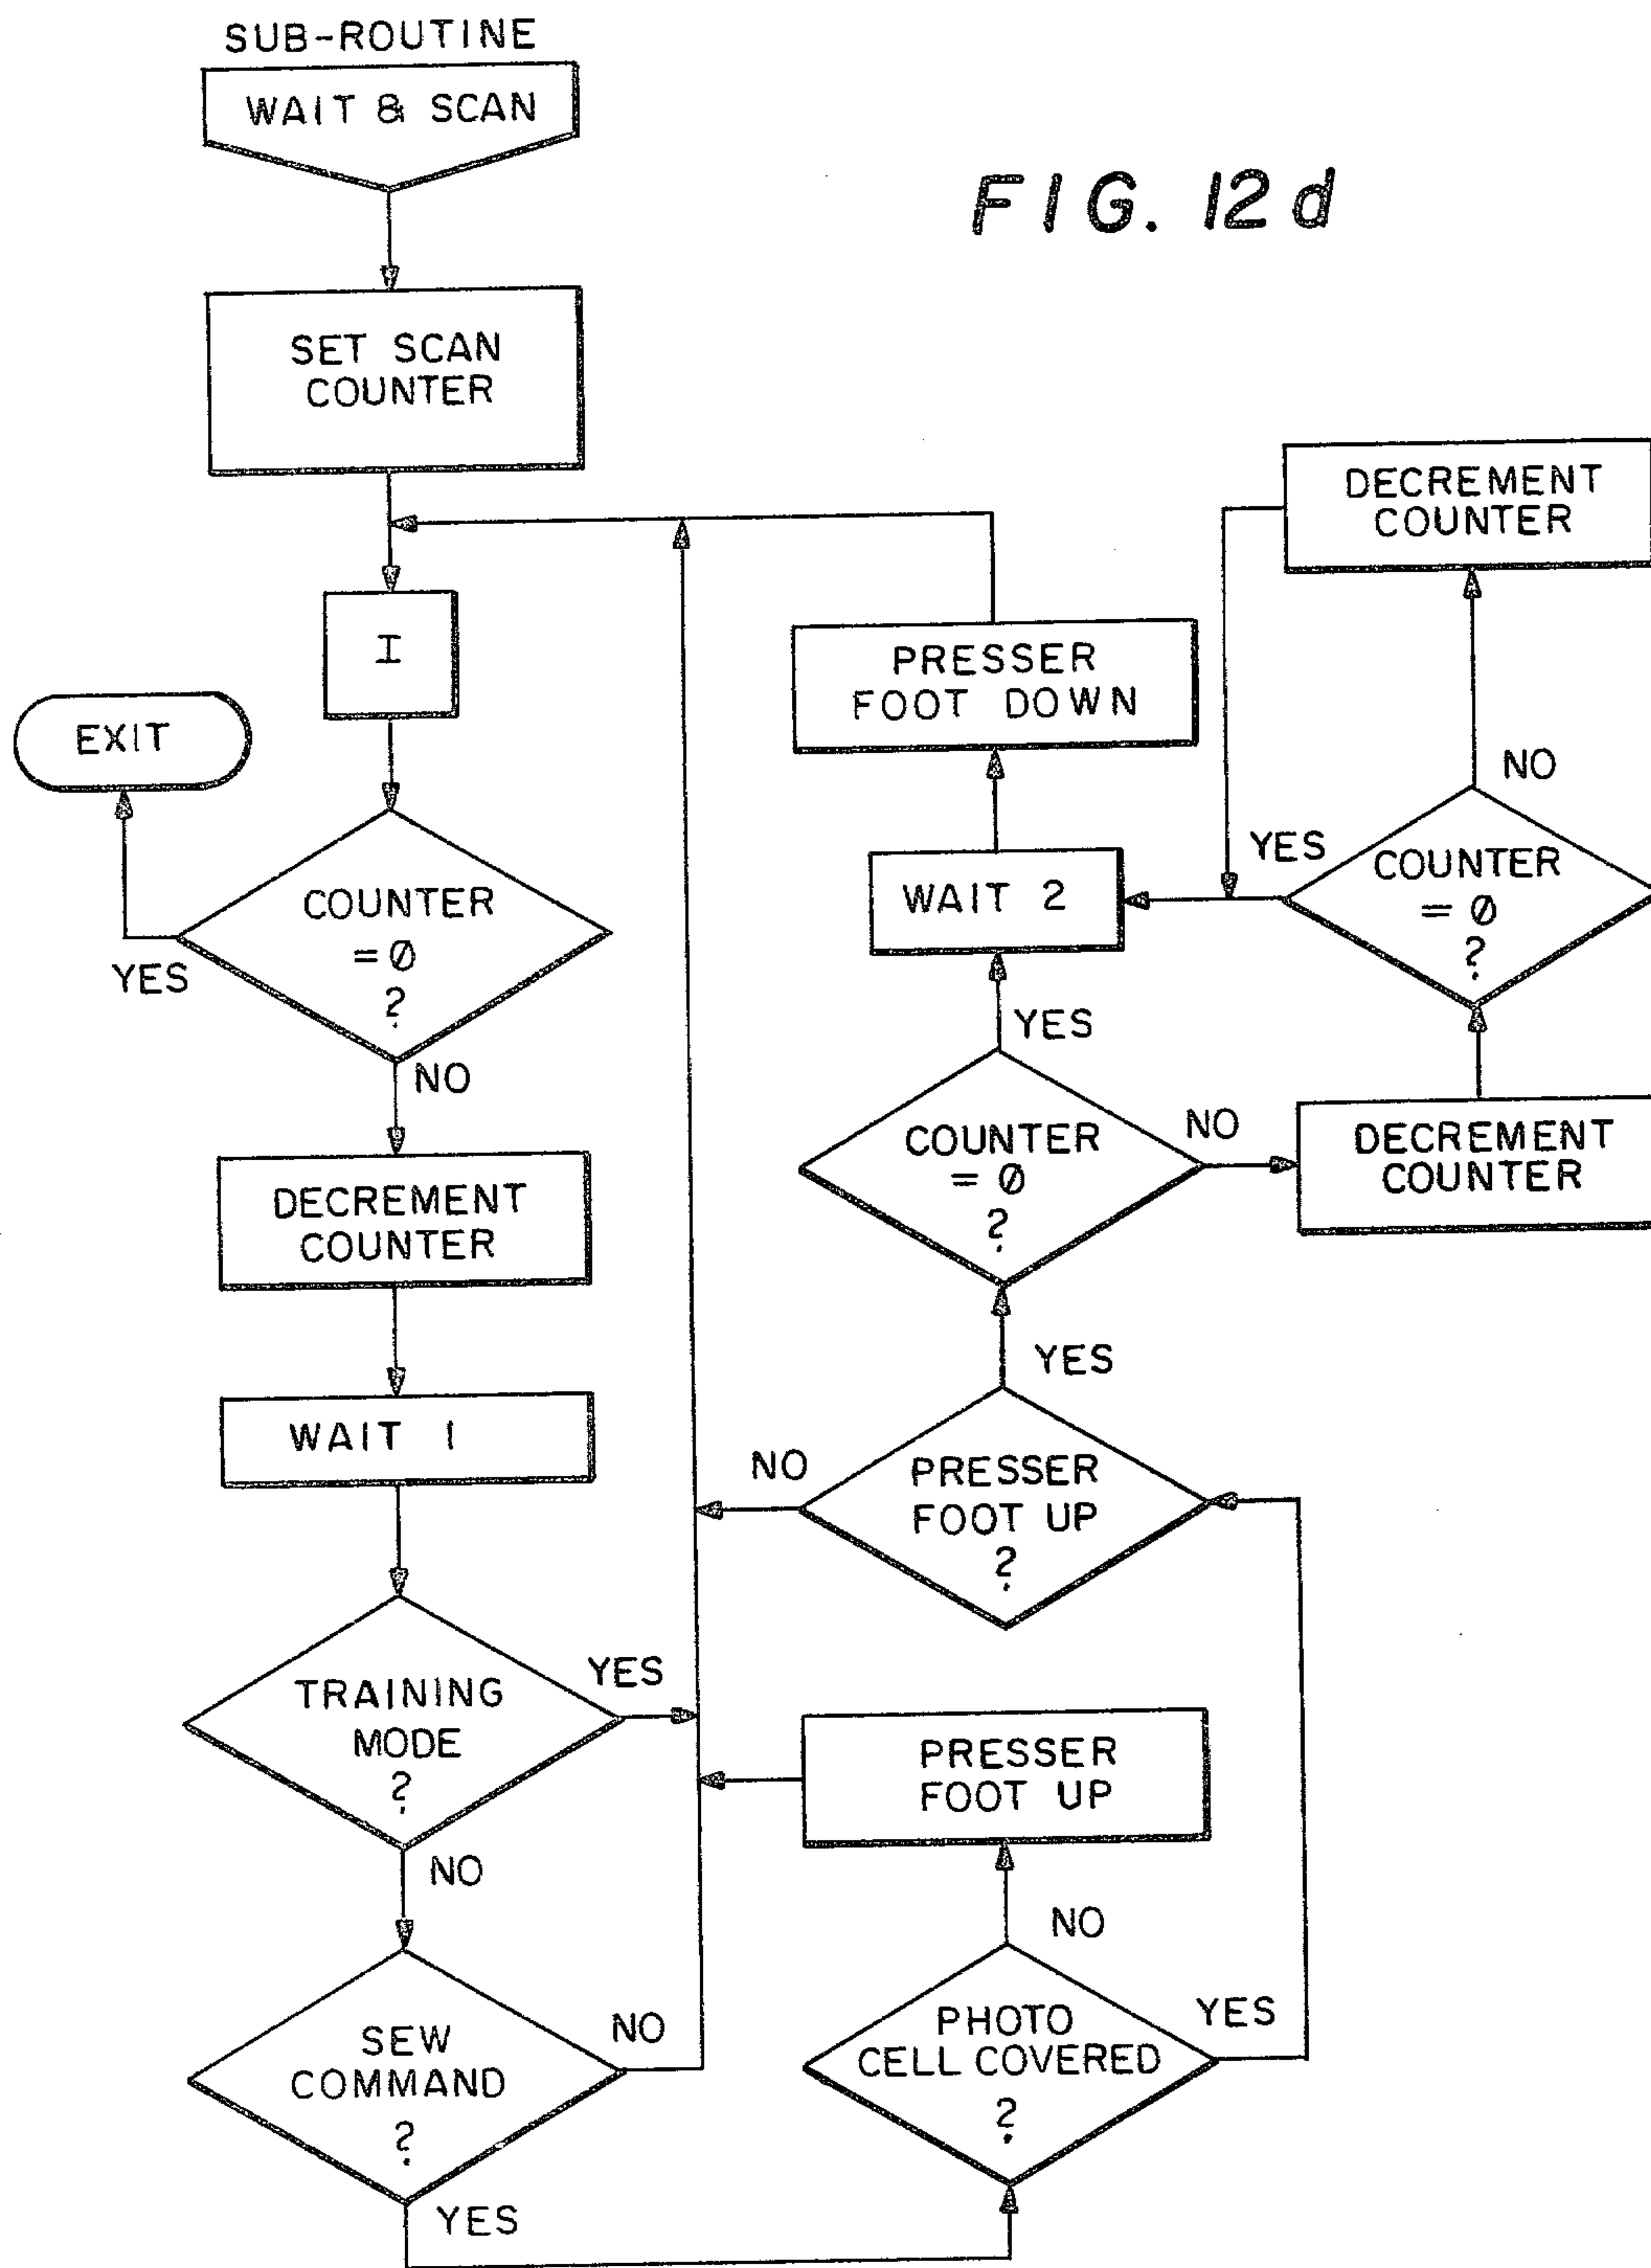 SUB-ROUTINE
WAIT & SCAN
FIG. 12d
SET SCAN
COUNTER
I
EXIT
COUNTER
= Ø
?
YES
NO
DECREMENT
COUNTER
WAIT 1
TRAINING
MODE
?
YES
NO
SEW
COMMAND
?
NO
YES
PHOTO
CELL COVERED
?
NO
YES
PRESSER
FOOT UP
PRESSER
FOOT UP
?
NO
YES
COUNTER
= Ø
?
YES
NO
DECREMENT
COUNTER
COUNTER
= Ø
?
YES
NO
DECREMENT
COUNTER
WAIT 2
PRESSER
FOOT DOWN